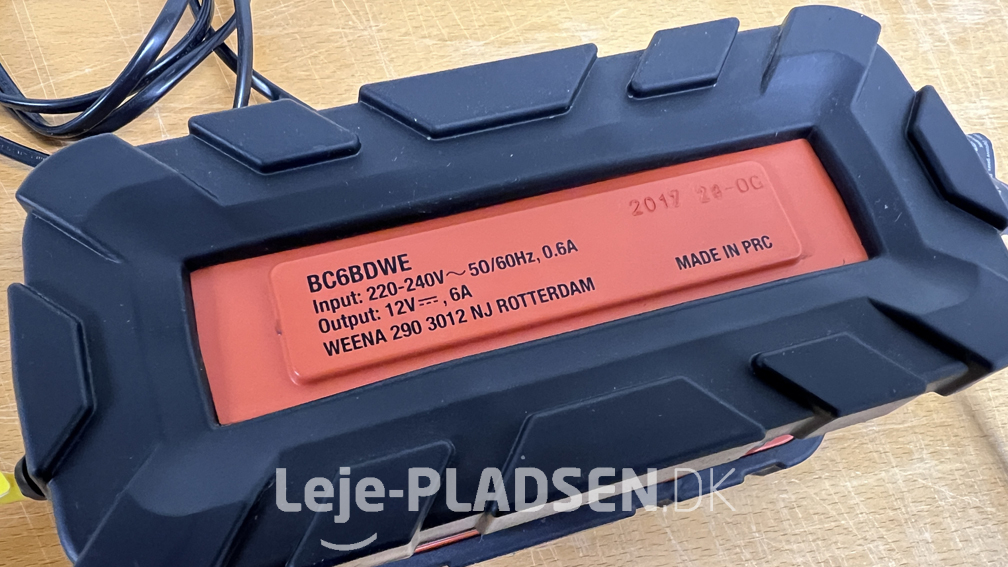 2017
BC6BDWE
Input: 220-240V～50/60Hz, 0.6A
Output: 12V⎓, 6A
WEENA 290 3012 NJ ROTTERDAM
MADE IN PRC
Leje-PLADSEN.DK